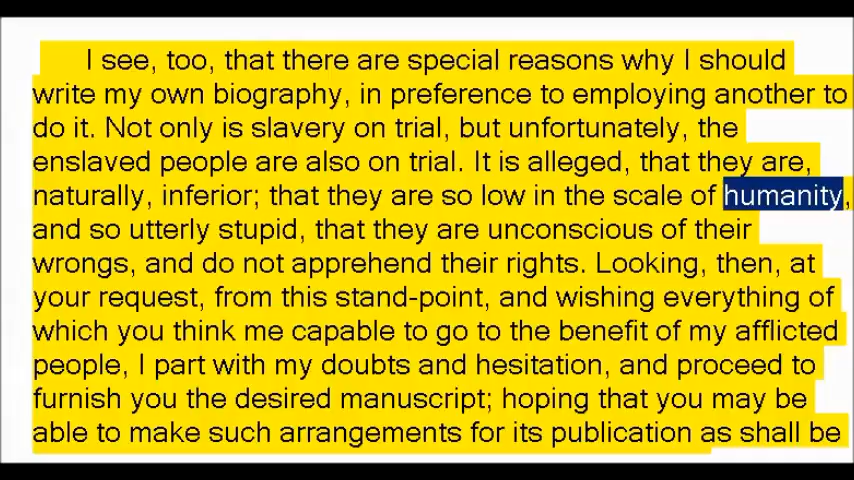 I see, too, that there are special reasons why I should
write my own biography, in preference to employing another to
do it. Not only is slavery on trial, but unfortunately, the
enslaved people are also on trial. It is alleged, that they are,
naturally, inferior; that they are so low in the scale of humanity,
and so utterly stupid, that they are unconscious of their
wrongs, and do not apprehend their rights. Looking, then, at
your request, from this stand-point, and wishing everything of
which you think me capable to go to the benefit of my afflicted
people, I part with my doubts and hesitation, and proceed to
furnish you the desired manuscript; hoping that you may be
able to make such arrangements for its publication as shall be